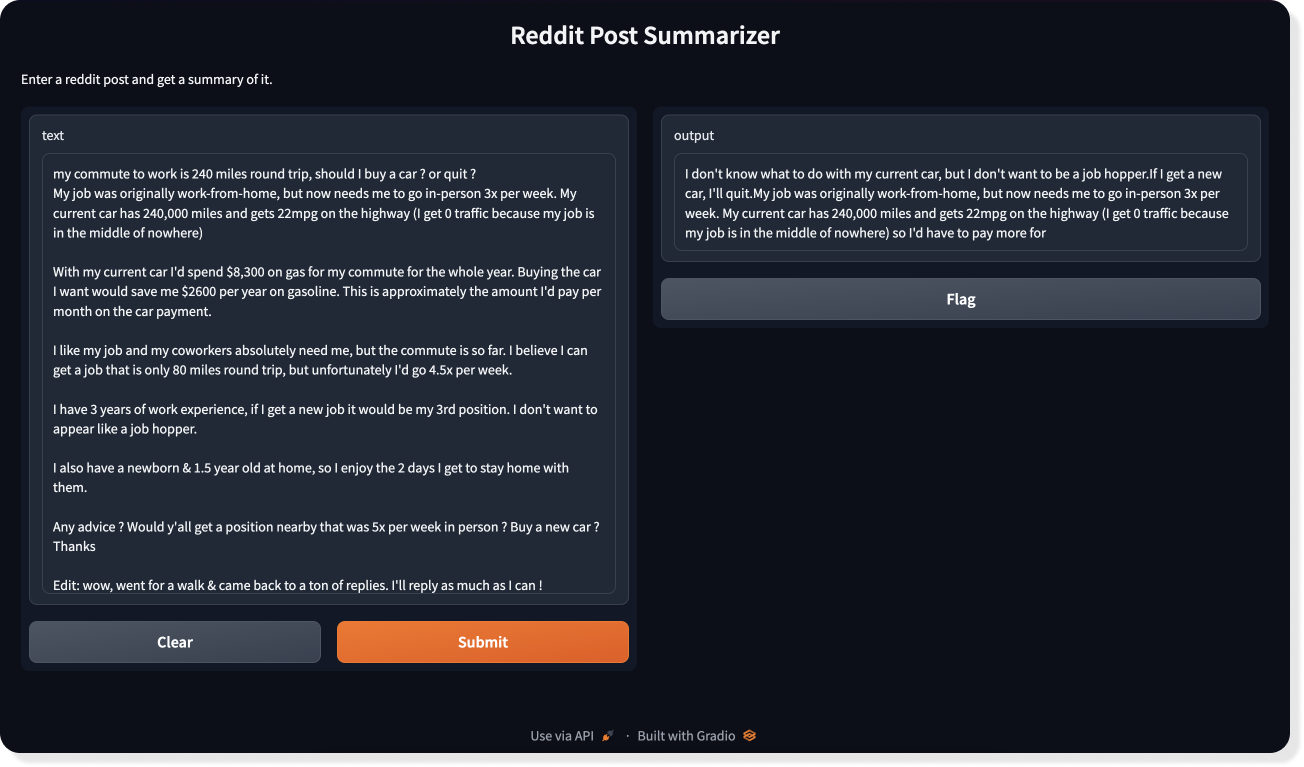 Reddit Post Summarizer
Enter a reddit post and get a summary of it.
text
my commute to work is 240 miles round trip, should I buy a car ? or quit ?
My job was originally work-from-home, but now needs me to go in-person 3x per week. My
current car has 240,000 miles and gets 22mpg on the highway (I get 0 traffic because my job is
in the middle of nowhere)
With my current car I'd spend $8,300 on gas for my commute for the whole year. Buying the car
I want would save me $2600 per year on gasoline. This is approximately the amount I'd pay per
month on the car payment.
I like my job and my coworkers absolutely need me, but the commute is so far. I believe I can
get a job that is only 80 miles round trip, but unfortunately I'd go 4.5x per week.
I have 3 years of work experience, if I get a new job it would be my 3rd position. I don't want to
appear like a job hopper.
I also have a newborn & 1.5 year old at home, so I enjoy the 2 days I get to stay home with
them.
Any advice ? Would y'all get a position nearby that was 5x per week in person ? Buy a new car ?
Thanks
Edit: wow, went for a walk & came back to a ton of replies. I'll reply as much as I can !
Clear
Submit
output
I don't know what to do with my current car, but I don't want to be a job hopper.If I get a new
car, I'll quit.My job was originally work-from-home, but now needs me to go in-person 3x per
week. My current car has 240,000 miles and gets 22mpg on the highway (I get 0 traffic because
my job is in the middle of nowhere) so I'd have to pay more for
Flag
Use via API · Built with Gradio